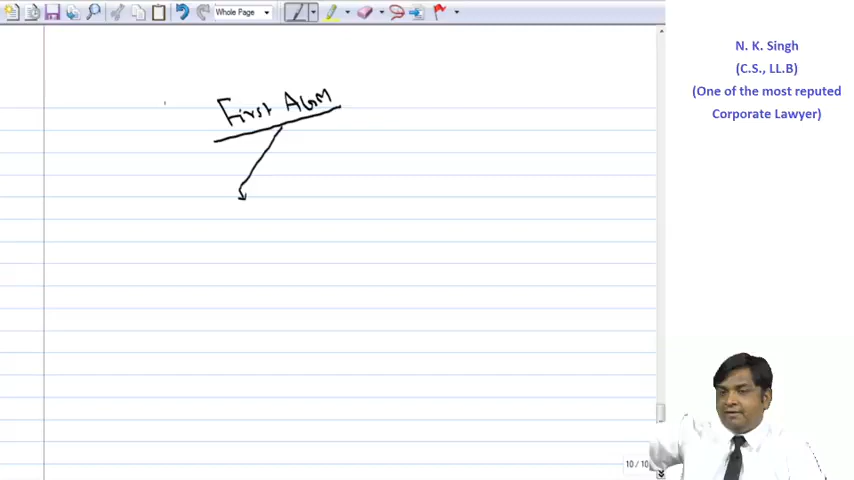 Whole Page
N. K. Singh
(C.S., LL.B)
(One of the most reputed
Corporate Lawyer)
First AGM
10 / 10